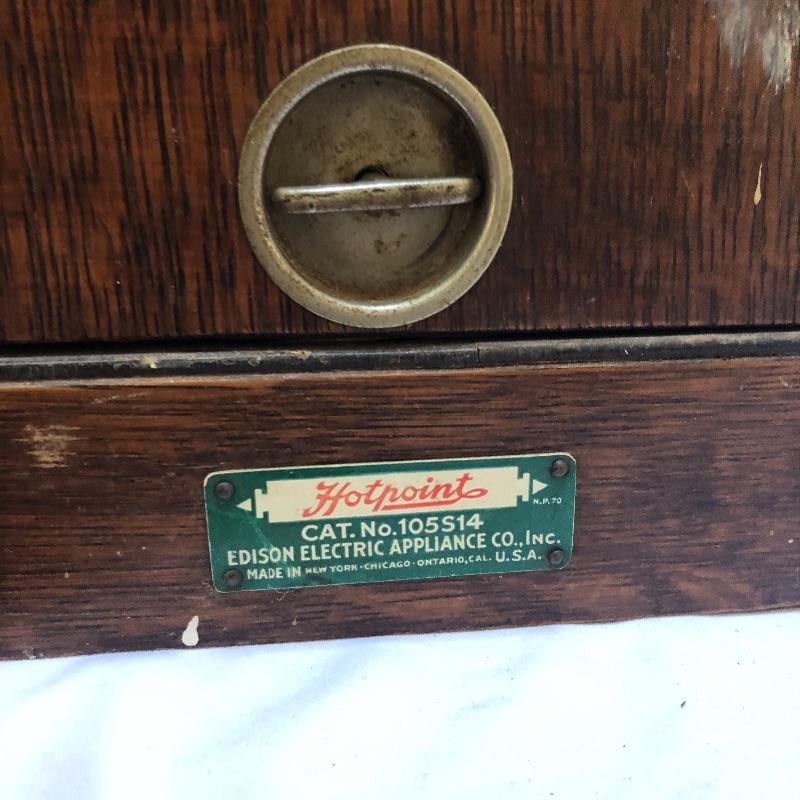 Hotpoint
N.P. 70
CAT. No. 105S14
EDISON ELECTRIC APPLIANCE CO., INC.
MADE IN NEW YORK · CHICAGO · ONTARIO, CAL. U.S.A.